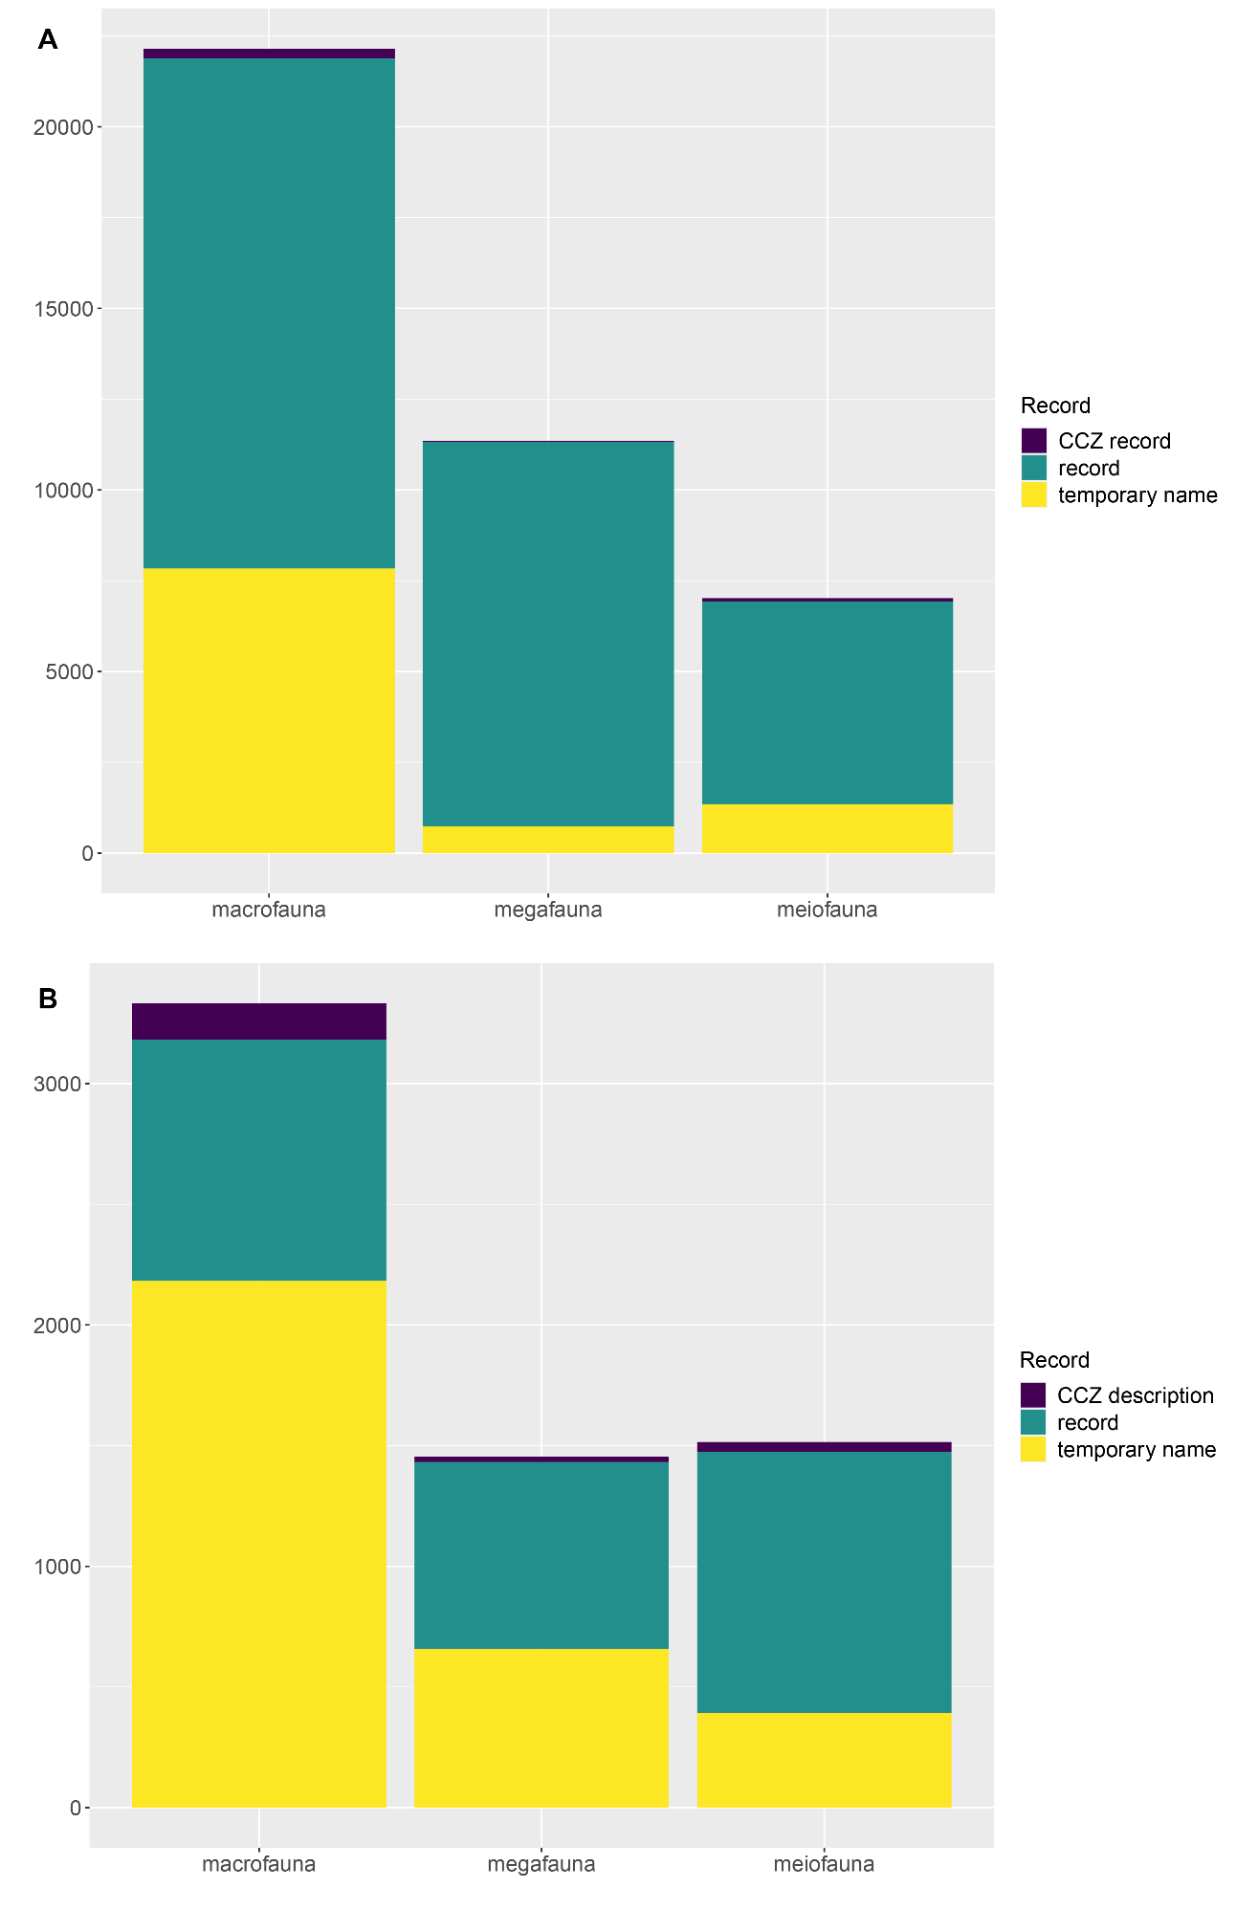 A
20000
15000
10000
5000
0
macrofauna megafauna meiofauna
Record
CCZ record
record
temporary name
B
3000
2000
1000
0
macrofauna megafauna meiofauna
Record
CCZ description
record
temporary name